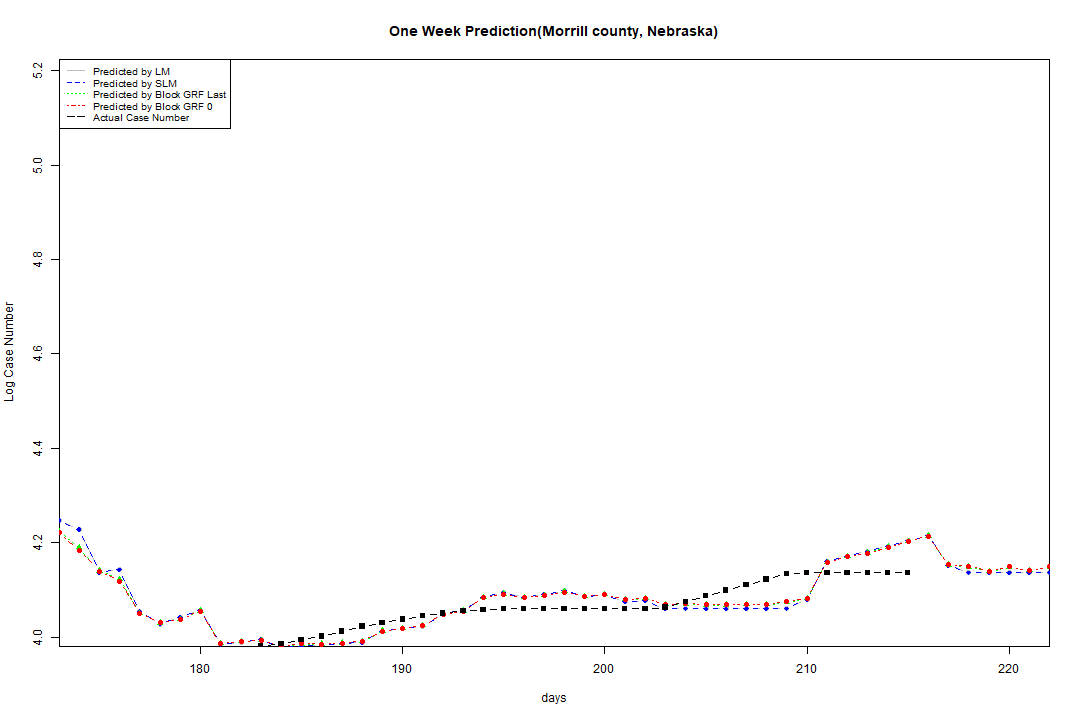 One Week Prediction(Morrill county, Nebraska)
Predicted by LM
Predicted by SLM
Predicted by Block GRF Last
Predicted by Block GRF 0
Actual Case Number
5.2
5.0
4.8
4.6
4.4
4.2
4.0
Log Case Number
180 190 200 210 220
days